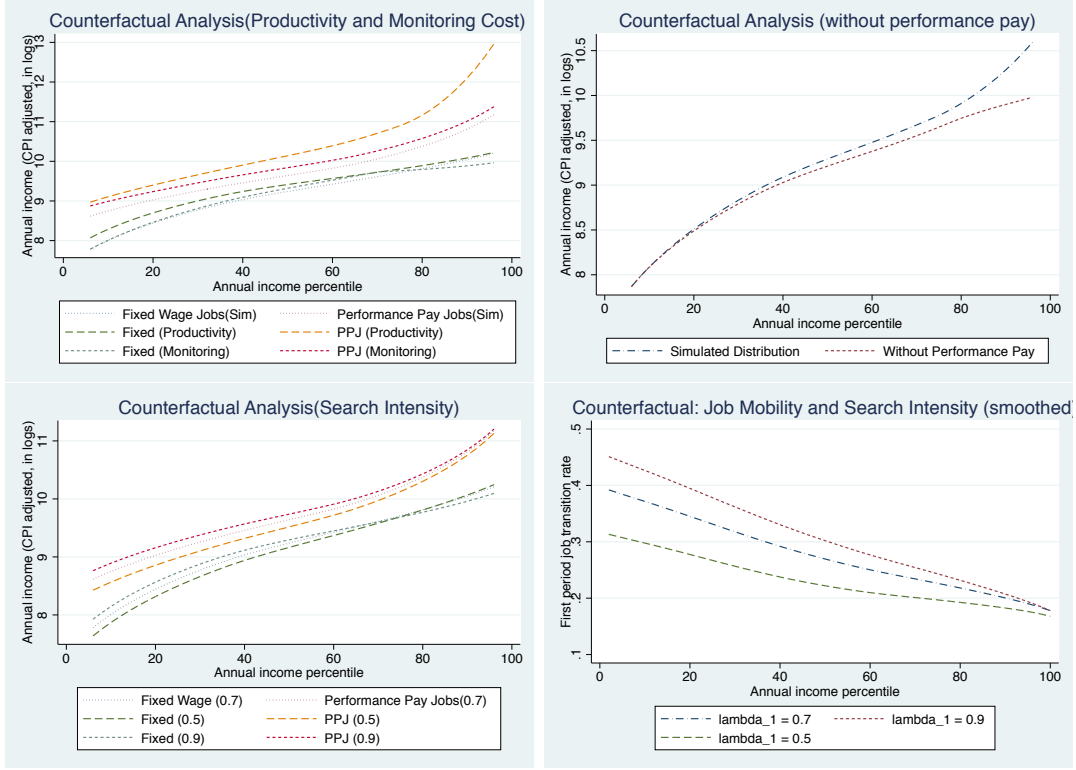 Counterfactual Analysis(Productivity and Monitoring Cost)
Annual income (CPI adjusted, in logs)
13
12
11
10
9
8
0 20 40 60 80 100
Annual income percentile
Fixed Wage Jobs(Sim) Performance Pay Jobs(Sim)
Fixed (Productivity) PPJ (Productivity)
Fixed (Monitoring) PPJ (Monitoring)
Counterfactual Analysis (without performance pay)
Annual income (CPI adjusted, in logs)
10.5
10
9.5
9
8.5
8
0 20 40 60 80 100
Annual income percentile
Simulated Distribution Without Performance Pay
Counterfactual Analysis(Search Intensity)
Annual income (CPI adjusted, in logs)
11
10
9
8
0 20 40 60 80 100
Annual income percentile
Fixed Wage (0.7) Performance Pay Jobs(0.7)
Fixed (0.5) PPJ (0.5)
Fixed (0.9) PPJ (0.9)
Counterfactual: Job Mobility and Search Intensity (smoothed)
First period job transition rate
.5
.4
.3
.2
.1
0 20 40 60 80 100
Annual income percentile
lambda_1 = 0.7 lambda_1 = 0.9
lambda_1 = 0.5